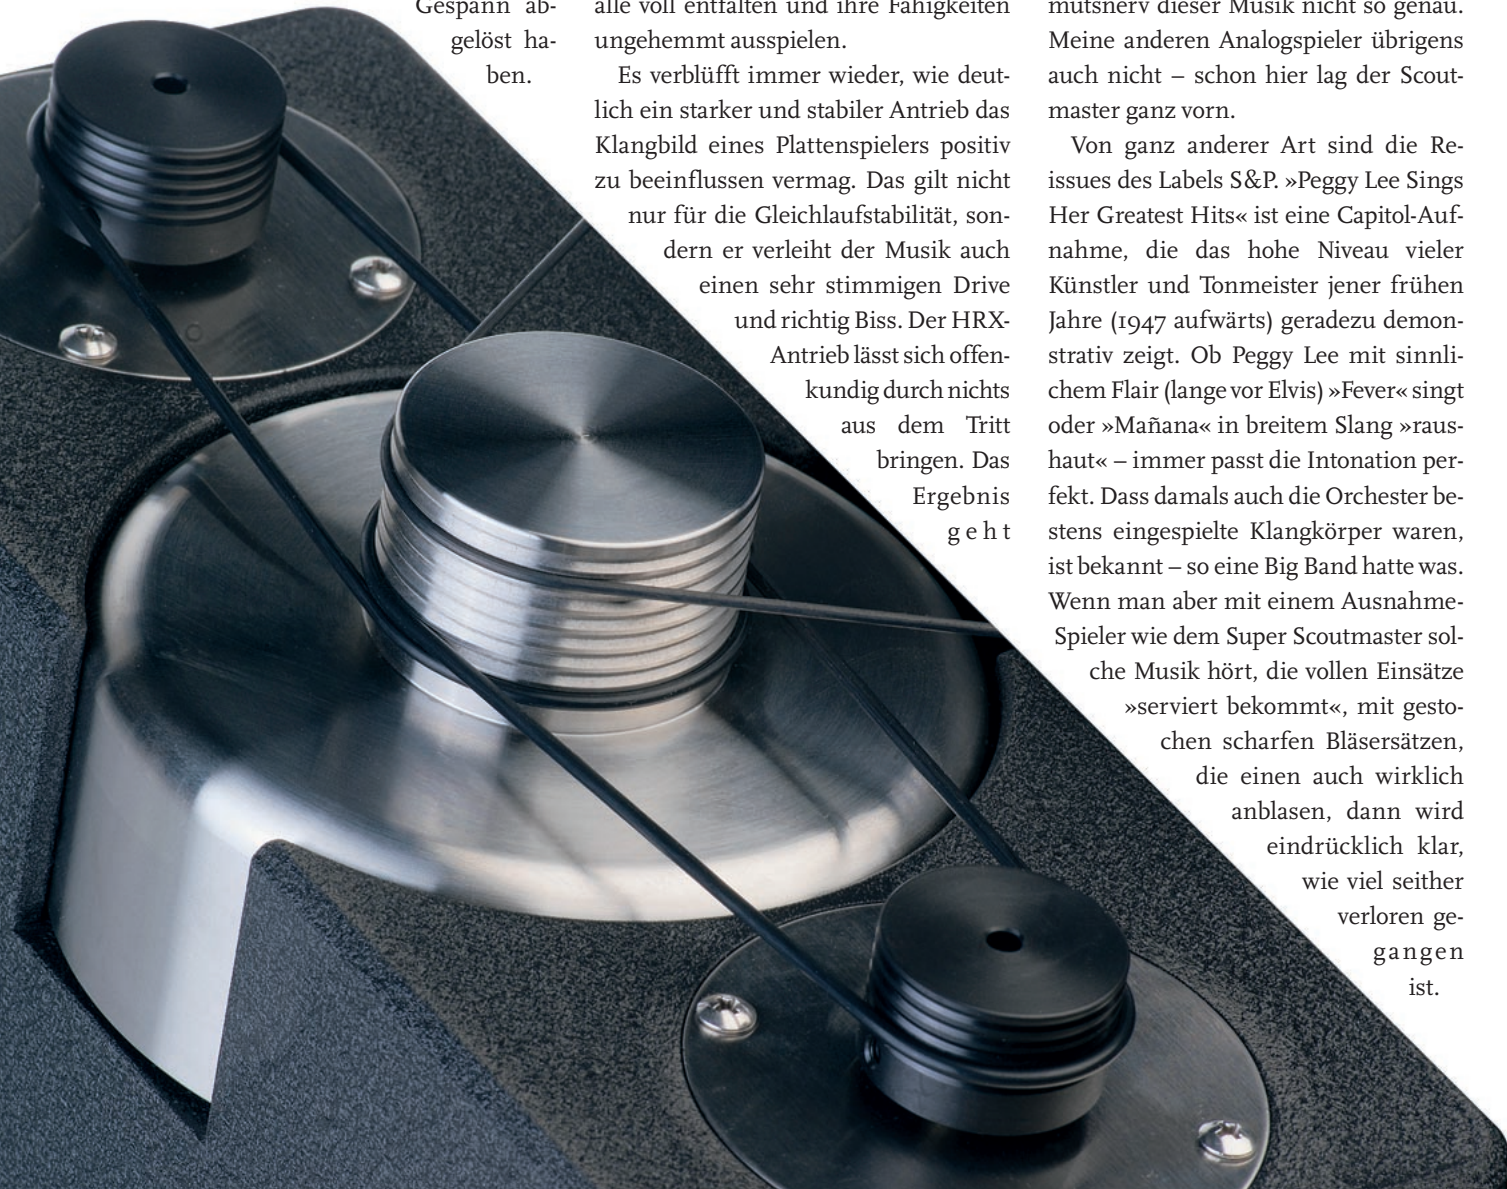 Gespann ab-
gelöst ha-
ben.
alle voll entfalten und ihre Fähigkeiten
ungehemmt ausspielen.
Es verblüfft immer wieder, wie deut-
lich ein starker und stabiler Antrieb das
Klangbild eines Plattenspielers positiv
zu beeinflussen vermag. Das gilt nicht
nur für die Gleichlaufstabilität, son-
dern er verleiht der Musik auch
einen sehr stimmigen Drive
und richtig Biss. Der HRX-
Antrieb lässt sich offen-
kundig durch nichts
aus dem Tritt
bringen. Das
Ergebnis
geht
mutsnerv dieser Musik nicht so genau.
Meine anderen Analogspieler übrigens
auch nicht – schon hier lag der Scout-
master ganz vorn.
Von ganz anderer Art sind die Re-
issues des Labels S&P. »Peggy Lee Sings
Her Greatest Hits« ist eine Capitol-Auf-
nahme, die das hohe Niveau vieler
Künstler und Tonmeister jener frühen
Jahre (1947 aufwärts) geradezu demon-
strativ zeigt. Ob Peggy Lee mit sinnli-
chem Flair (lange vor Elvis) »Fever« singt
oder »Mañana« in breitem Slang »raus-
haut« – immer passt die Intonation per-
fekt. Dass damals auch die Orchester be-
stens eingespielte Klangkörper waren,
ist bekannt – so eine Big Band hatte was.
Wenn man aber mit einem Ausnahme-
Spieler wie dem Super Scoutmaster sol-
che Musik hört, die vollen Einsätze
»serviert bekommt«, mit gesto-
chen scharfen Bläsersätzen,
die einen auch wirklich
anblasen, dann wird
eindrücklich klar,
wie viel seither
verloren ge-
gangen
ist.